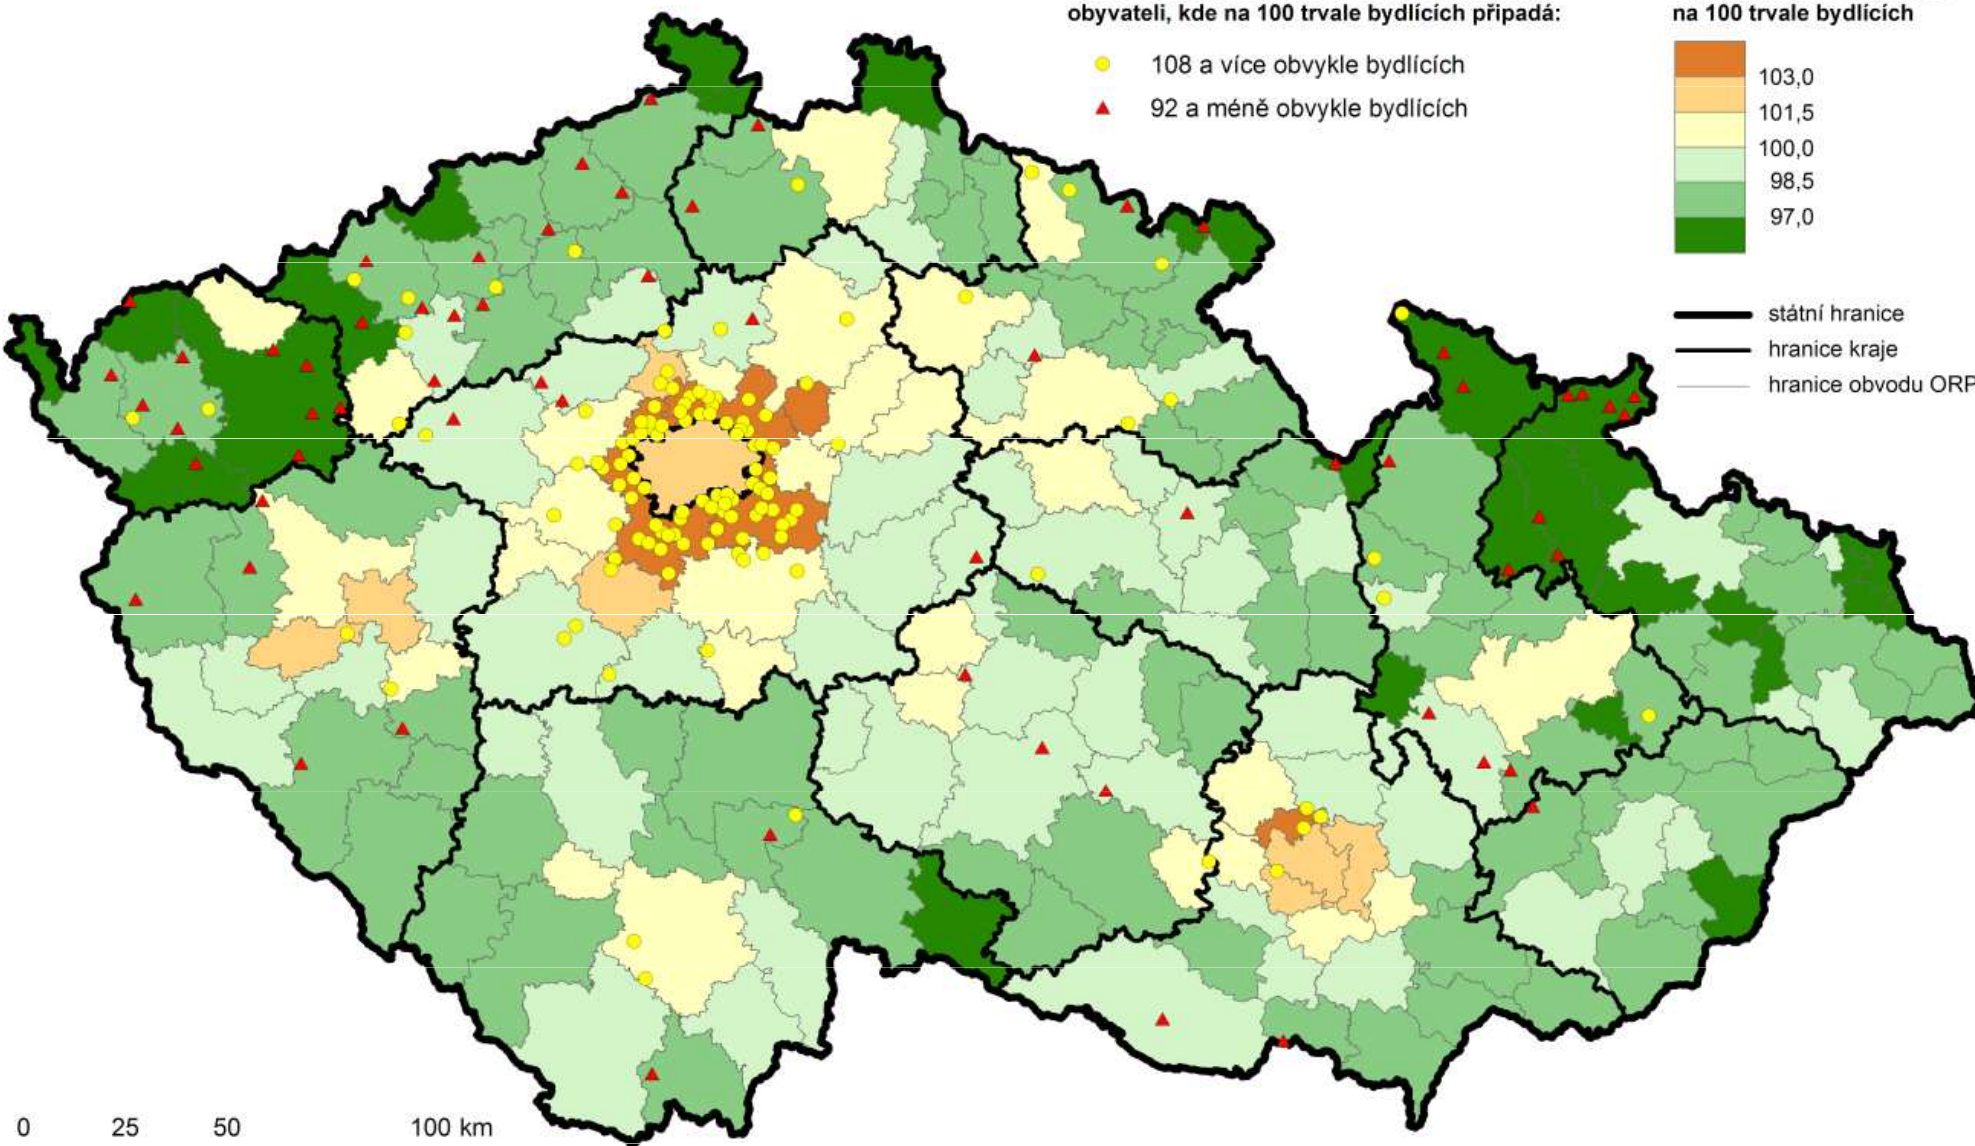 obyvateli, kde na 100 trvale bydlících připadá:
108 a více obvykle bydlících
92 a méně obvykle bydlících
na 100 trvale bydlících
103,0
101,5
100,0
98,5
97,0
státní hranice
hranice kraje
hranice obvodu ORP
0 25 50 100 km